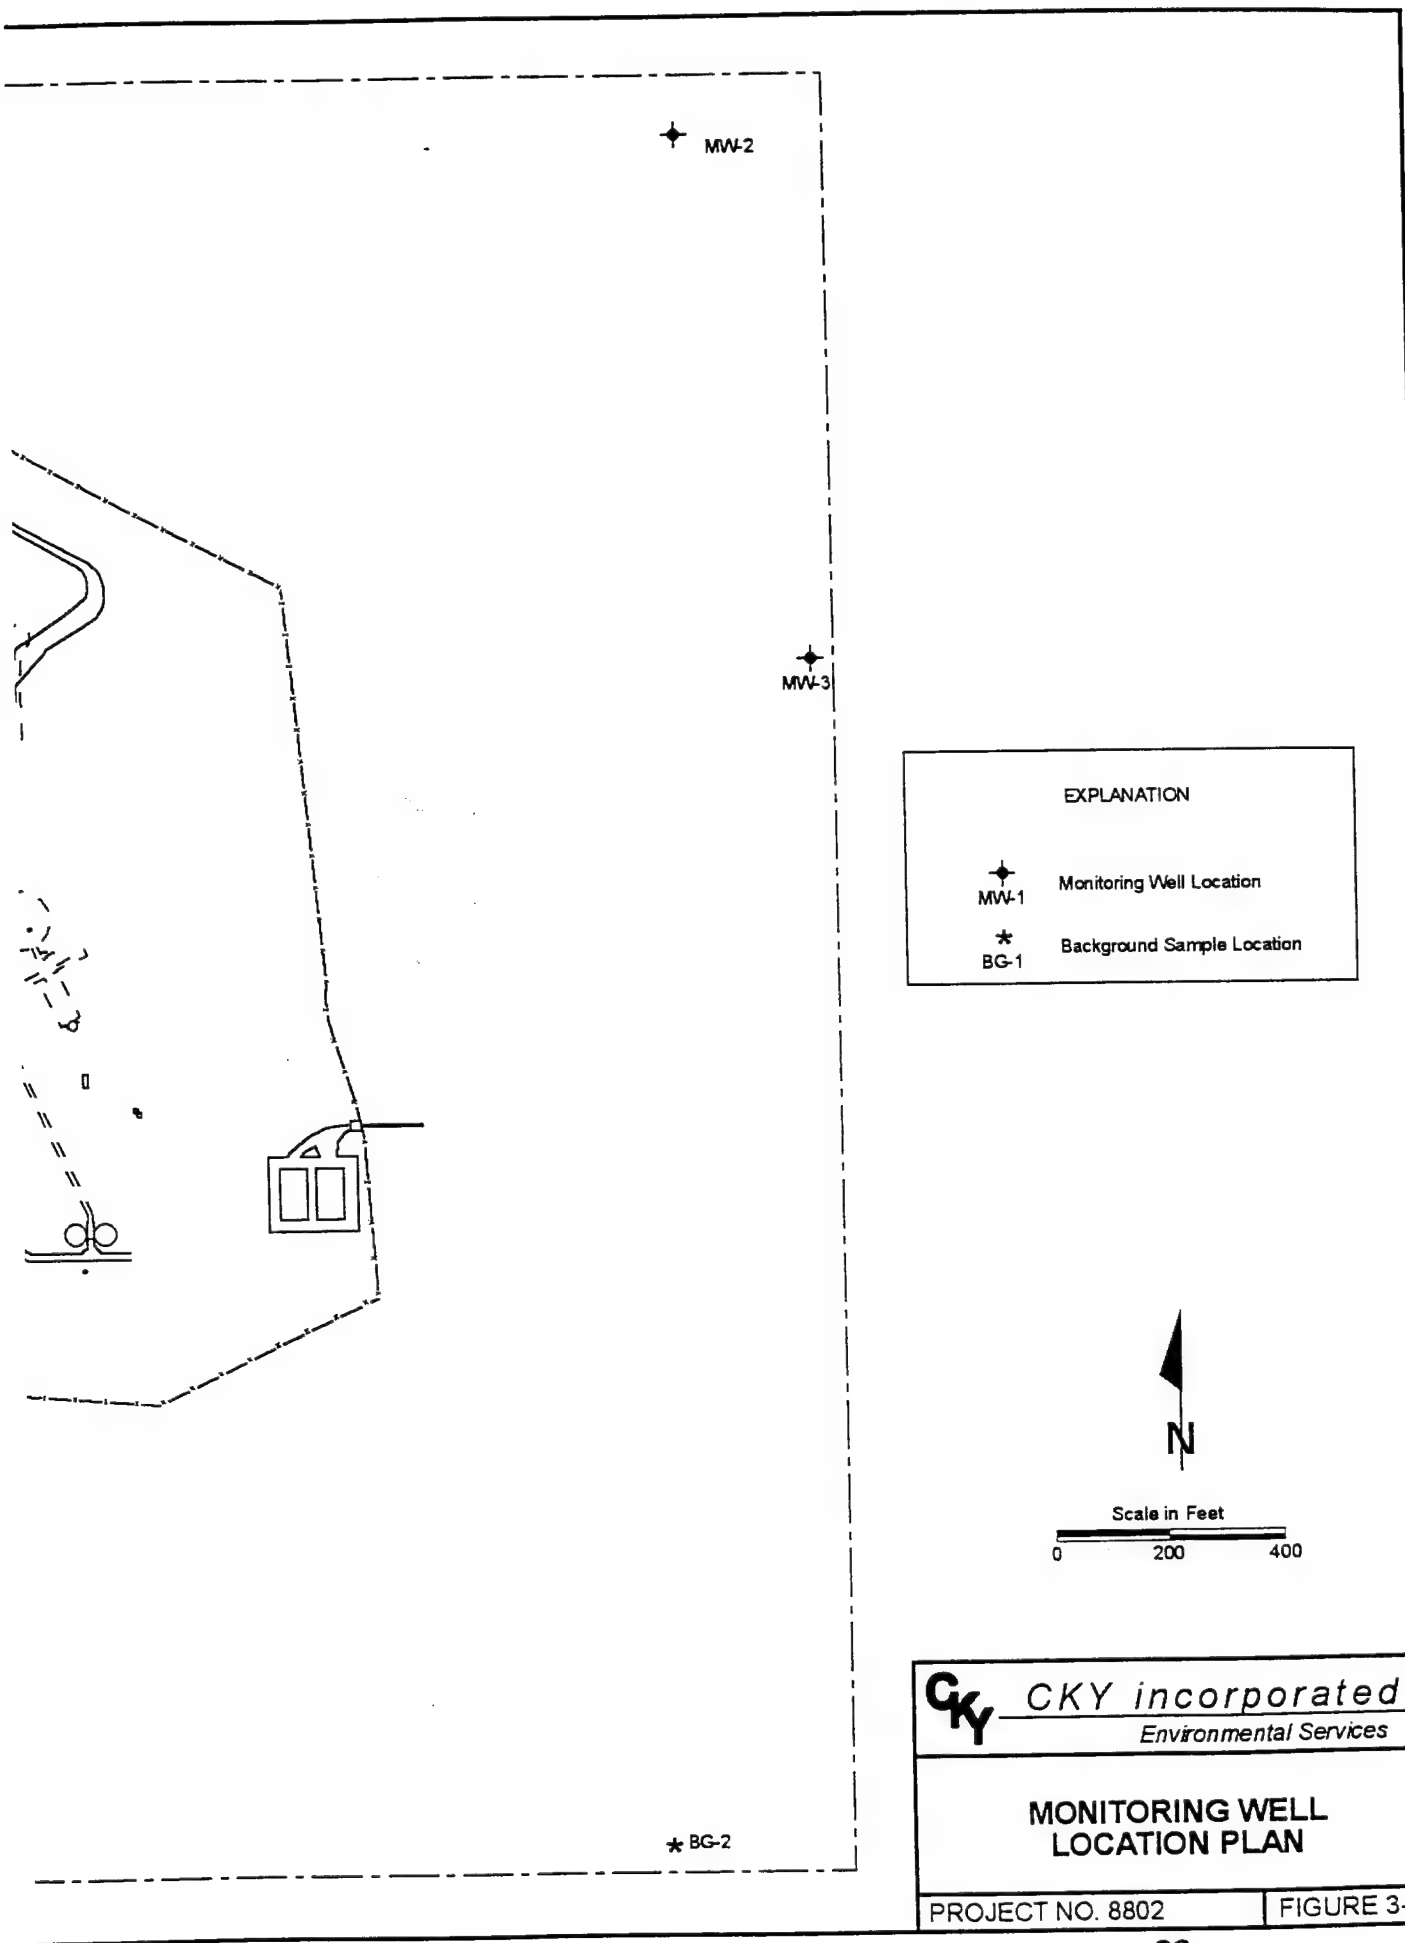 MW-2
MW-3
EXPLANATION
MW-1 Monitoring Well Location
BG-1 Background Sample Location
N
Scale in Feet
0 200 400
CKY CKY incorporated
Environmental Services
MONITORING WELL
LOCATION PLAN
BG-2
PROJECT NO. 8802 FIGURE 3-